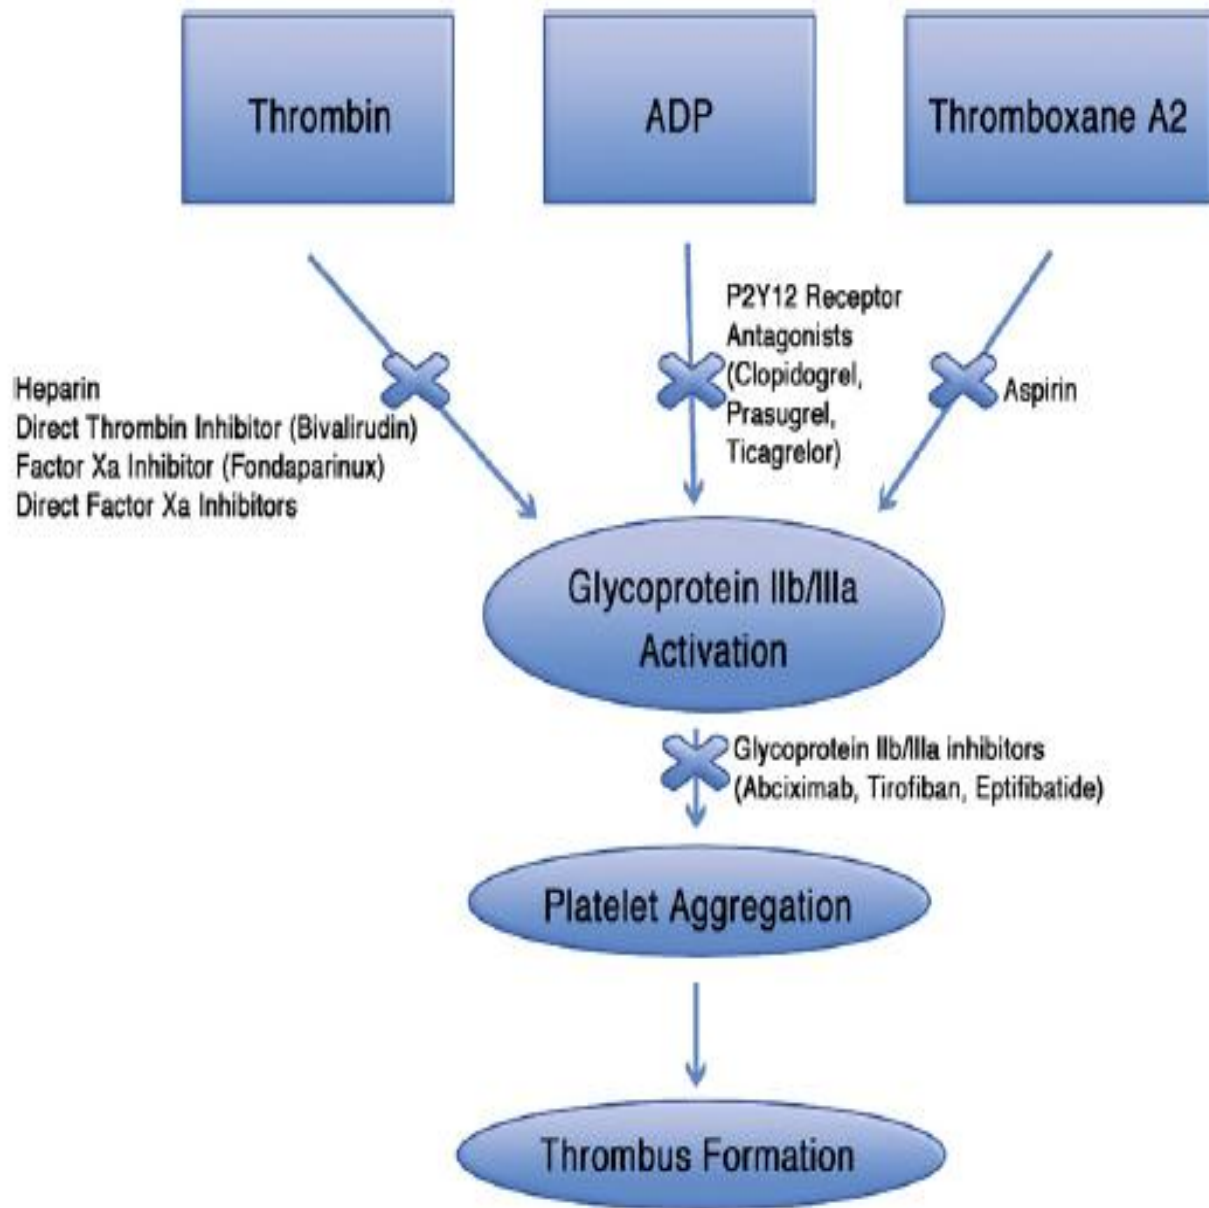 Thrombin
ADP
Thromboxane A2
P2Y12 Receptor
Antagonists
(Clopidogrel,
Prasugrel,
Ticagrelor)
Heparin
Direct Thrombin Inhibitor (Bivalirudin)
Factor Xa Inhibitor (Fondaparinux)
Direct Factor Xa Inhibitors
Aspirin
Glycoprotein IIb/IIIa
Activation
Glycoprotein IIb/IIIa inhibitors
(Abciximab, Tirofiban, Eptifibatide)
Platelet Aggregation
Thrombus Formation